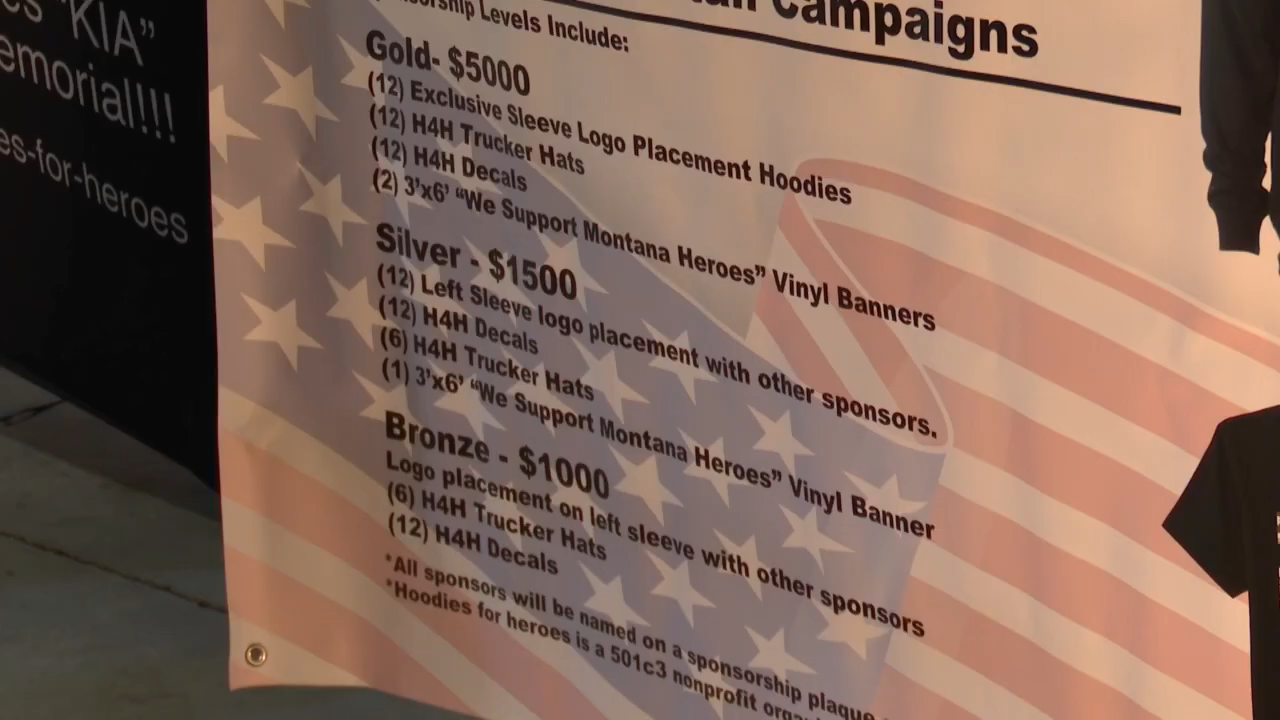 "KIA"
Campaigns
Levels Include:
Gold- $5000
(12) Exclusive Sleeve Logo Placement Hoodies
(12) H4H Trucker Hats
(12) H4H Decals
(2) 3'x6' “We Support Montana Heroes” Vinyl Banners
Silver - $1500
(12) Left Sleeve logo placement with other sponsors.
(12) H4H Decals
(6) H4H Trucker Hats
(1) 3'x6' “We Support Montana Heroes” Vinyl Banner
Bronze - $1000
Logo placement on left sleeve with other sponsors
(6) H4H Trucker Hats
(12) H4H Decals
*All sponsors will be named on a sponsorship plaque
*Hoodies for heroes is a 501c3 nonprofit
-for-heroes